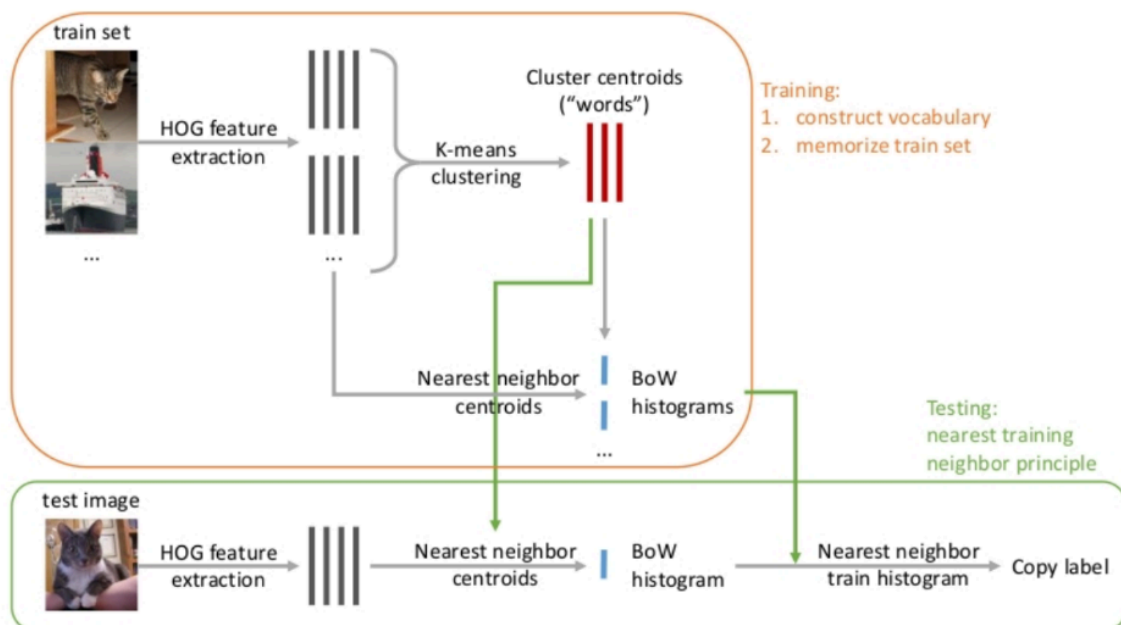 train set
HOG feature
extraction
...
...
K-means
clustering
Cluster centroids
(“words”)
Training:
1. construct vocabulary
2. memorize train set
Nearest neighbor
centroids
BoW
histograms
...
Testing:
nearest training
neighbor principle
test image
HOG feature
extraction
Nearest neighbor
centroids
BoW
histogram
Nearest neighbor
train histogram
Copy label